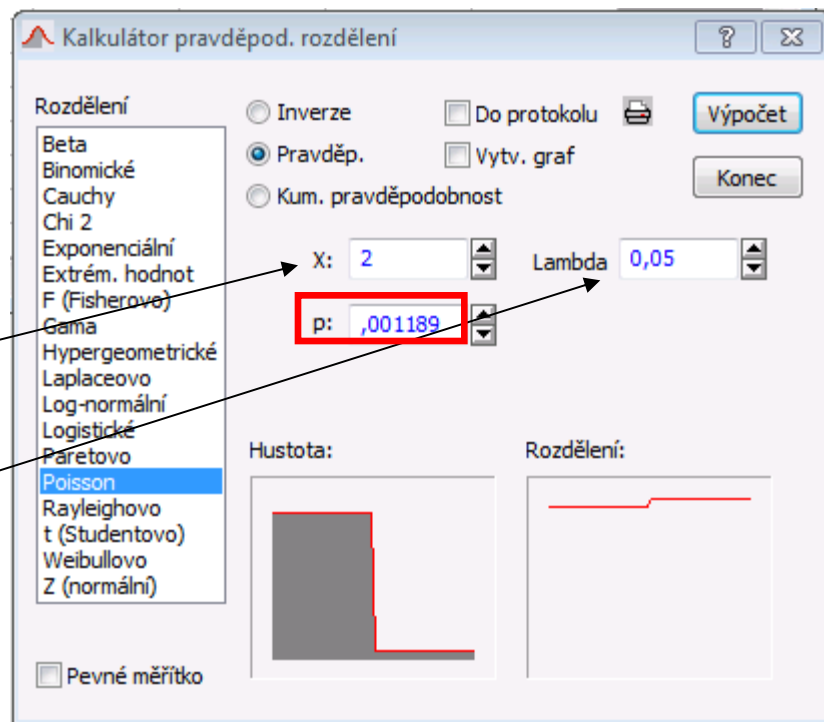 Kalkulátor pravděpod. rozdělení
Rozdělení
Beta
Binomické
Cauchy
Chi 2
Exponenciální
Extrém. hodnot
F (Fisherovo)
Gama
Hypergeometrické
Laplaceovo
Log-normální
Logistické
Paretovo
Poisson
Rayleighovo
t (Studentovo)
Weibullovo
Z (normální)
Pevné měřítko
Inverze
Do protokolu
Pravděp.
Vytv. graf
Kum. pravděpodobnost
Výpočet
Konec
X: 2
Lambda 0,05
p: ,001189
Hustota:
Rozdělení: